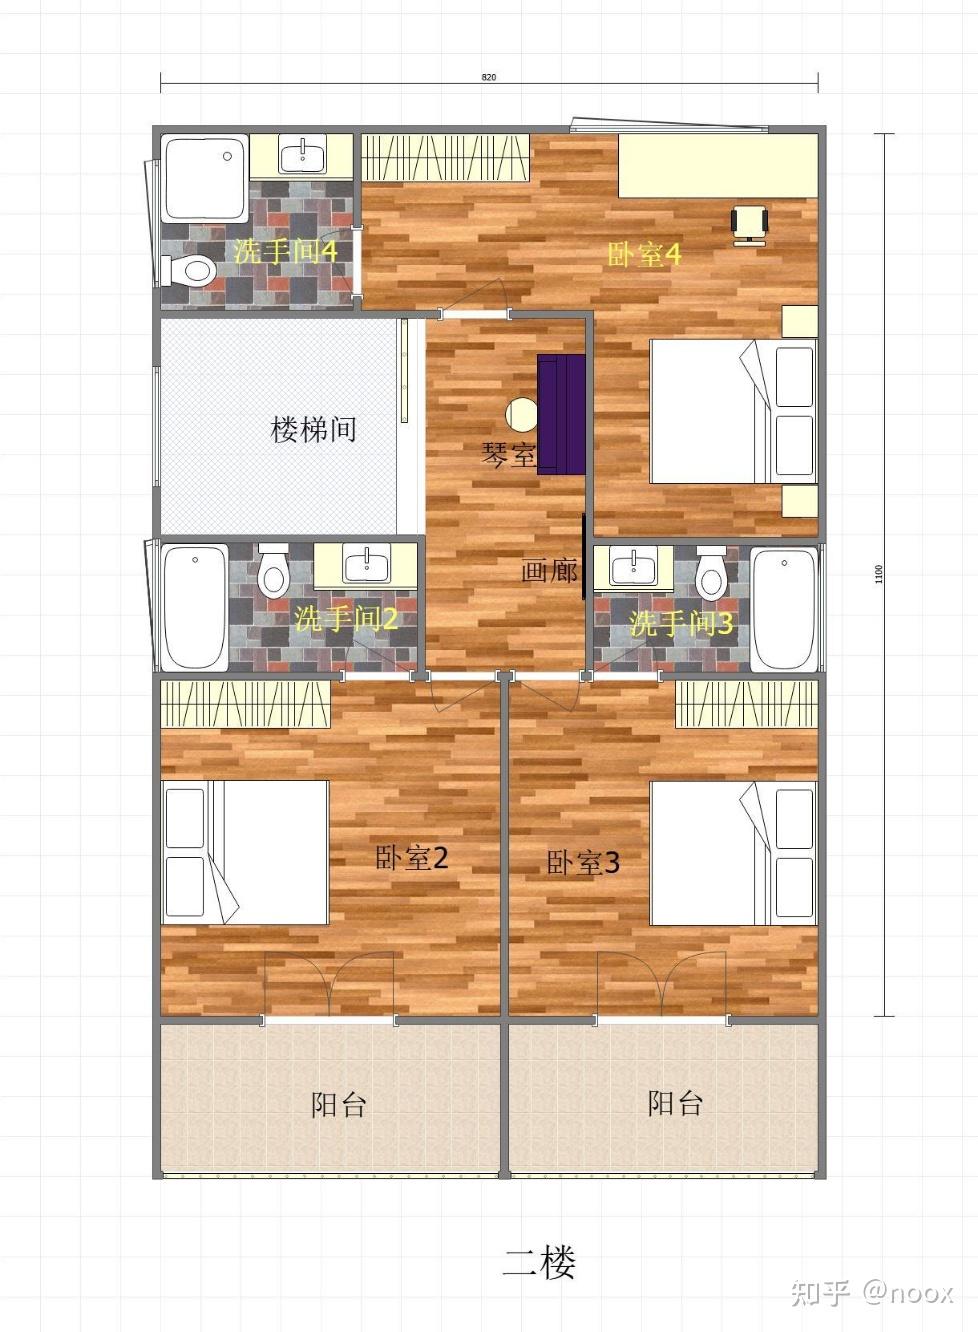 820
洗手间4
卧室4
楼梯间
琴室
画廊
1100
洗手间2
洗手间3
卧室2
卧室3
阳台
阳台
二楼
知乎 @noox